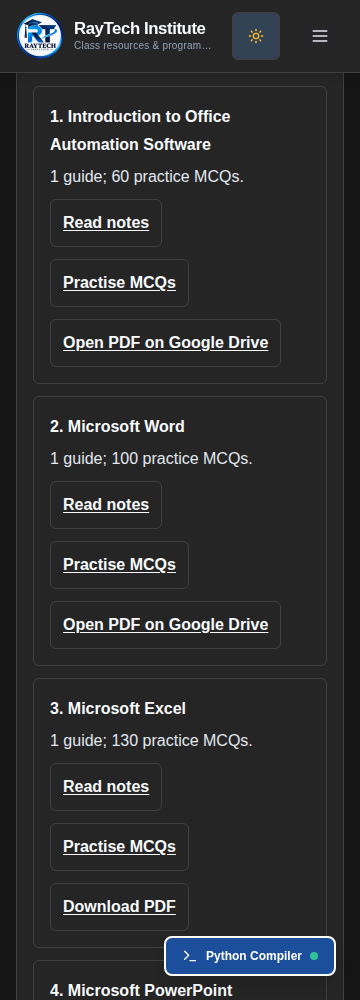 RT
RAYTECH
RayTech Institute
Class resources & program…
1. Introduction to Office
Automation Software
1 guide; 60 practice MCQs.
Read notes
Practise MCQs
Open PDF on Google Drive
2. Microsoft Word
1 guide; 100 practice MCQs.
Read notes
Practise MCQs
Open PDF on Google Drive
3. Microsoft Excel
1 guide; 130 practice MCQs.
Read notes
Practise MCQs
Download PDF
Python Compiler
4. Microsoft PowerPoint